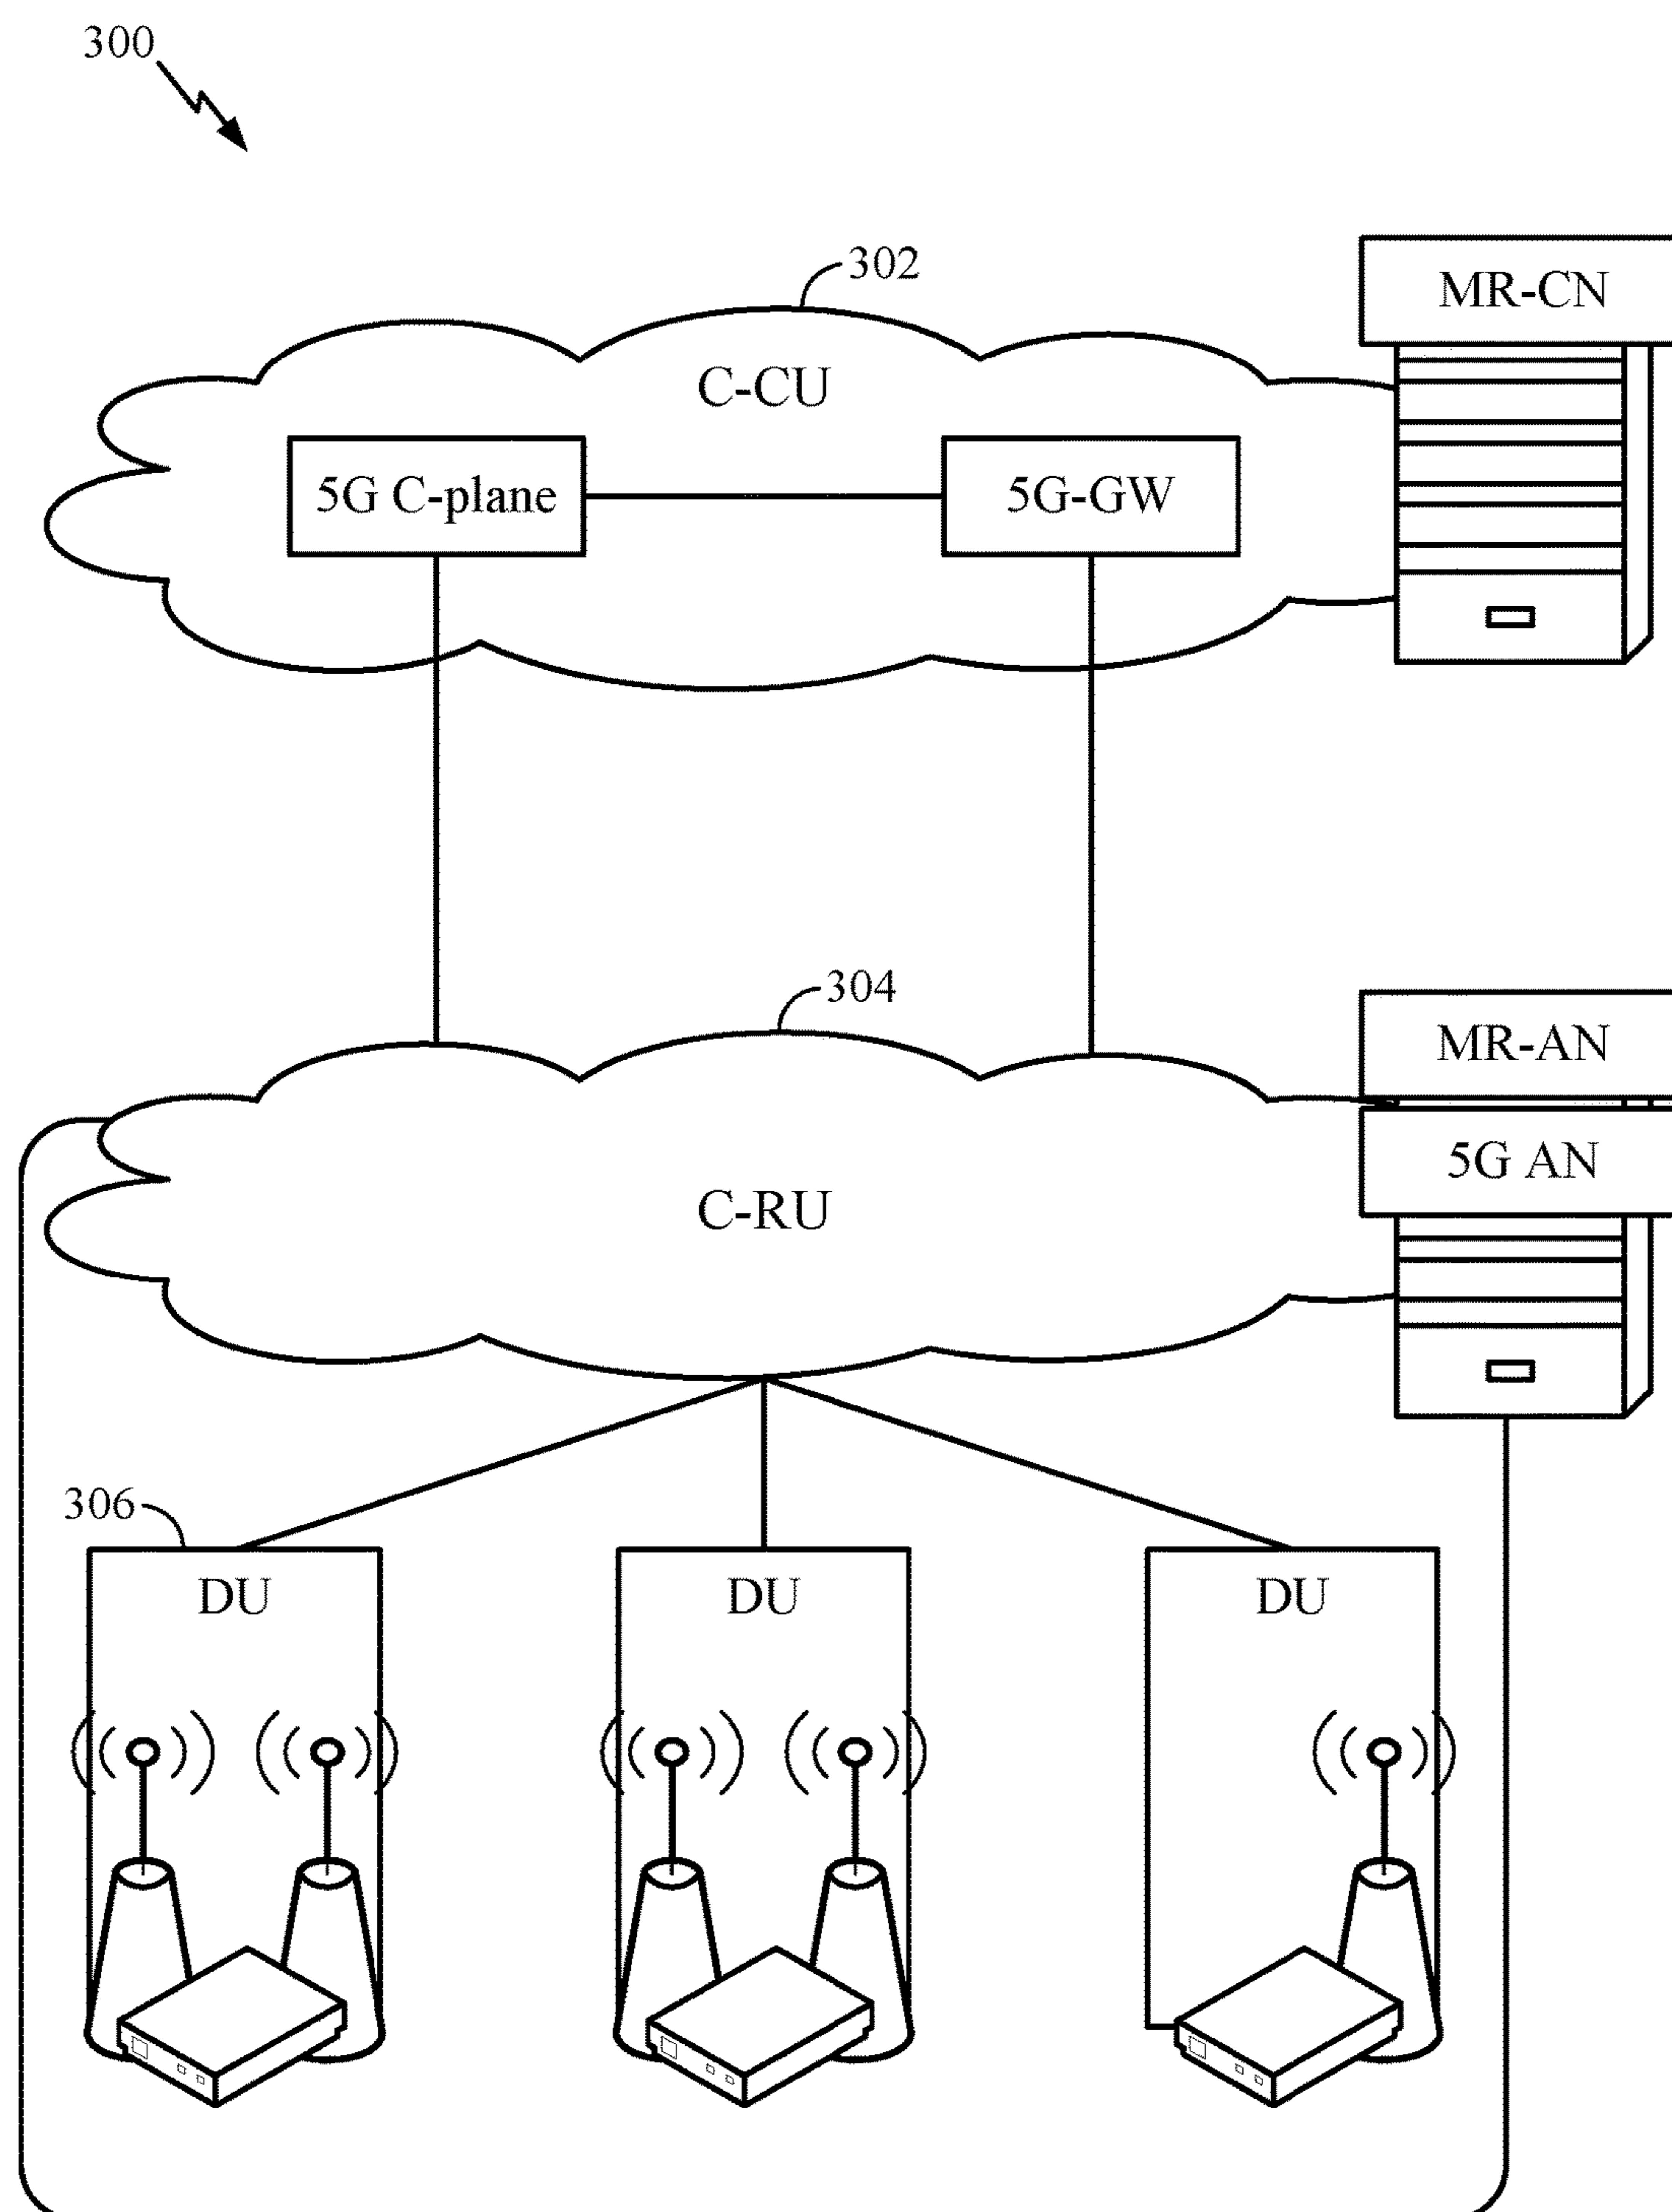 300
302
MR-CN
C-CU
5G C-plane
5G-GW
304
MR-AN
5G AN
C-RU
306
DU
DU
DU